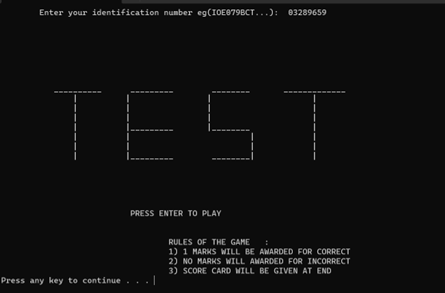 Enter your identification number eg(IOE079BCT...):  03289659
TEST
PRESS ENTER TO PLAY
RULES OF THE GAME   :
1) 1 MARKS WILL BE AWARDED FOR CORRECT
2) NO MARKS WILL AWARDED FOR INCORRECT
3) SCORE CARD WILL BE GIVEN AT END
Press any key to continue . . .